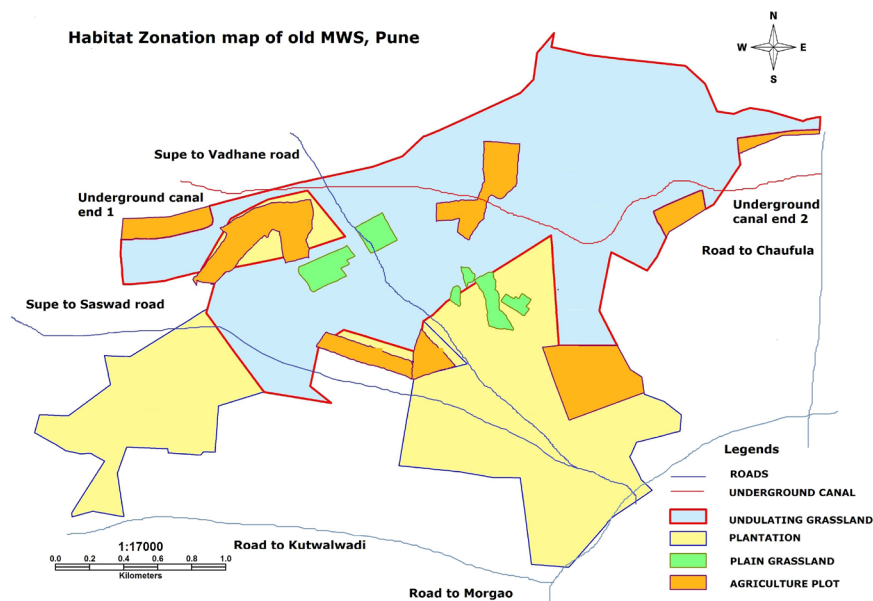 Habitat Zonation map of old MWS, Pune
N
W E
S
Supe to Vadhane road
Underground canal
end 1
Underground
canal end 2
Road to Chaufula
Supe to Saswad road
Legends
ROADS
UNDERGROUND CANAL
UNDULATING GRASSLAND
PLANTATION
PLAIN GRASSLAND
AGRICULTURE PLOT
1:17000
0.0 0.2 0.4 0.6 0.8 1.0
Kilometers
Road to Kutwalwadi
Road to Morgao